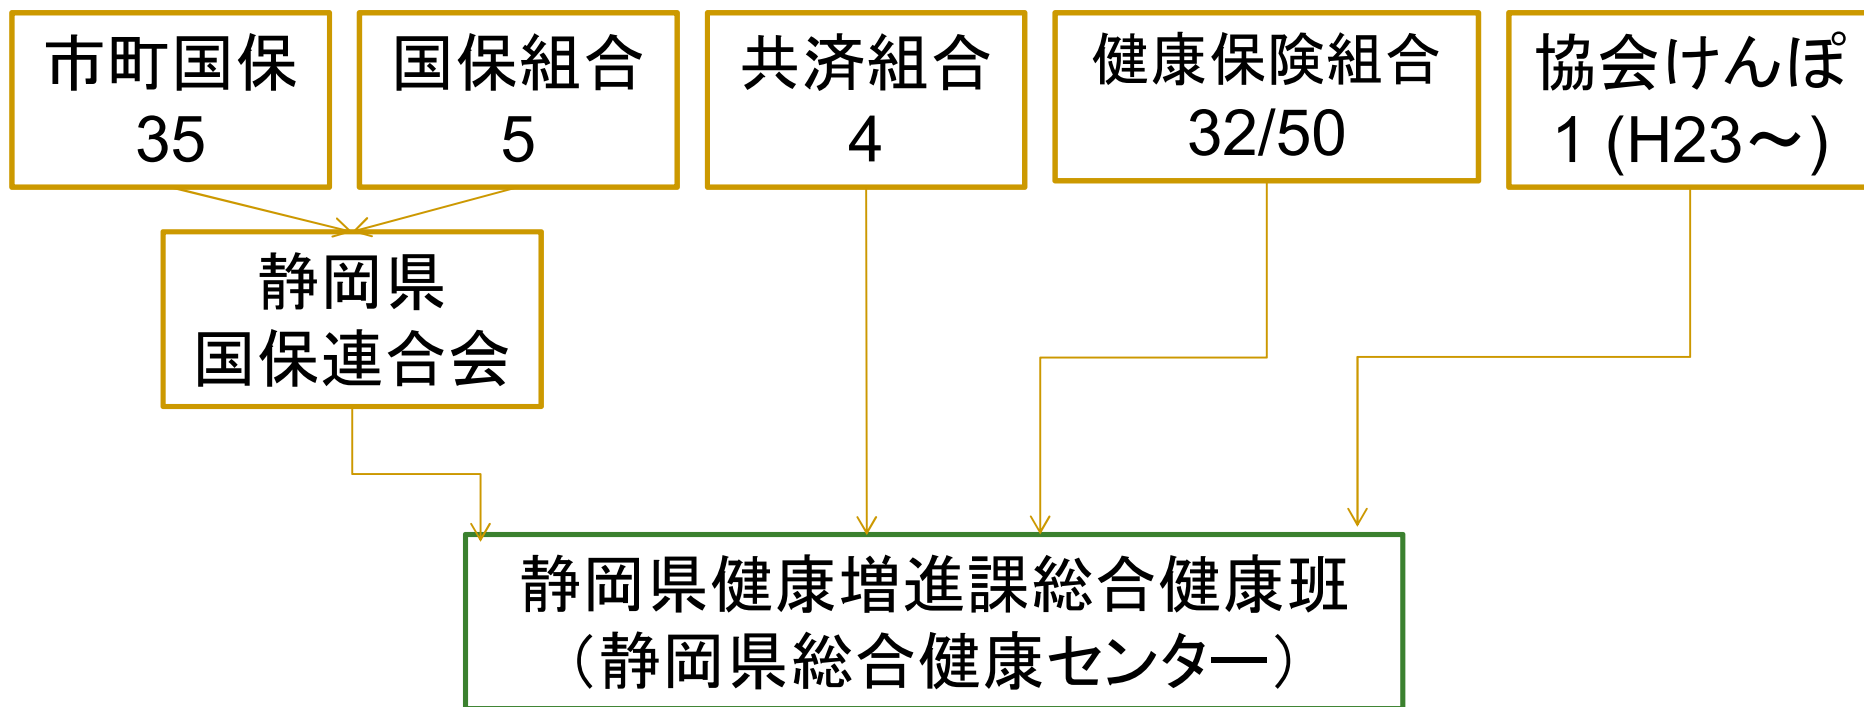 市町国保
35
国保組合
5
共済組合
4
健康保険組合
32/50
協会けんぽ
1 (H23～)
静岡県
国保連合会
静岡県健康増進課総合健康班
（静岡県総合健康センター）